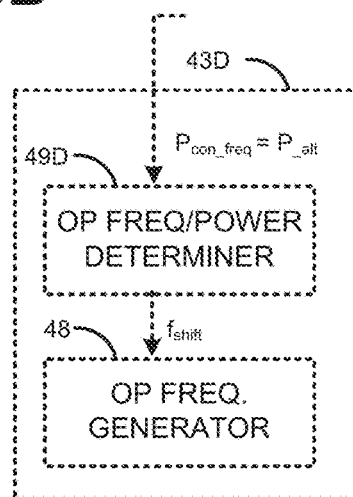 43D
P_con_freq = P_alt
49D
OP FREQ/POWER
DETERMINER
48
f_shift
OP FREQ.
GENERATOR